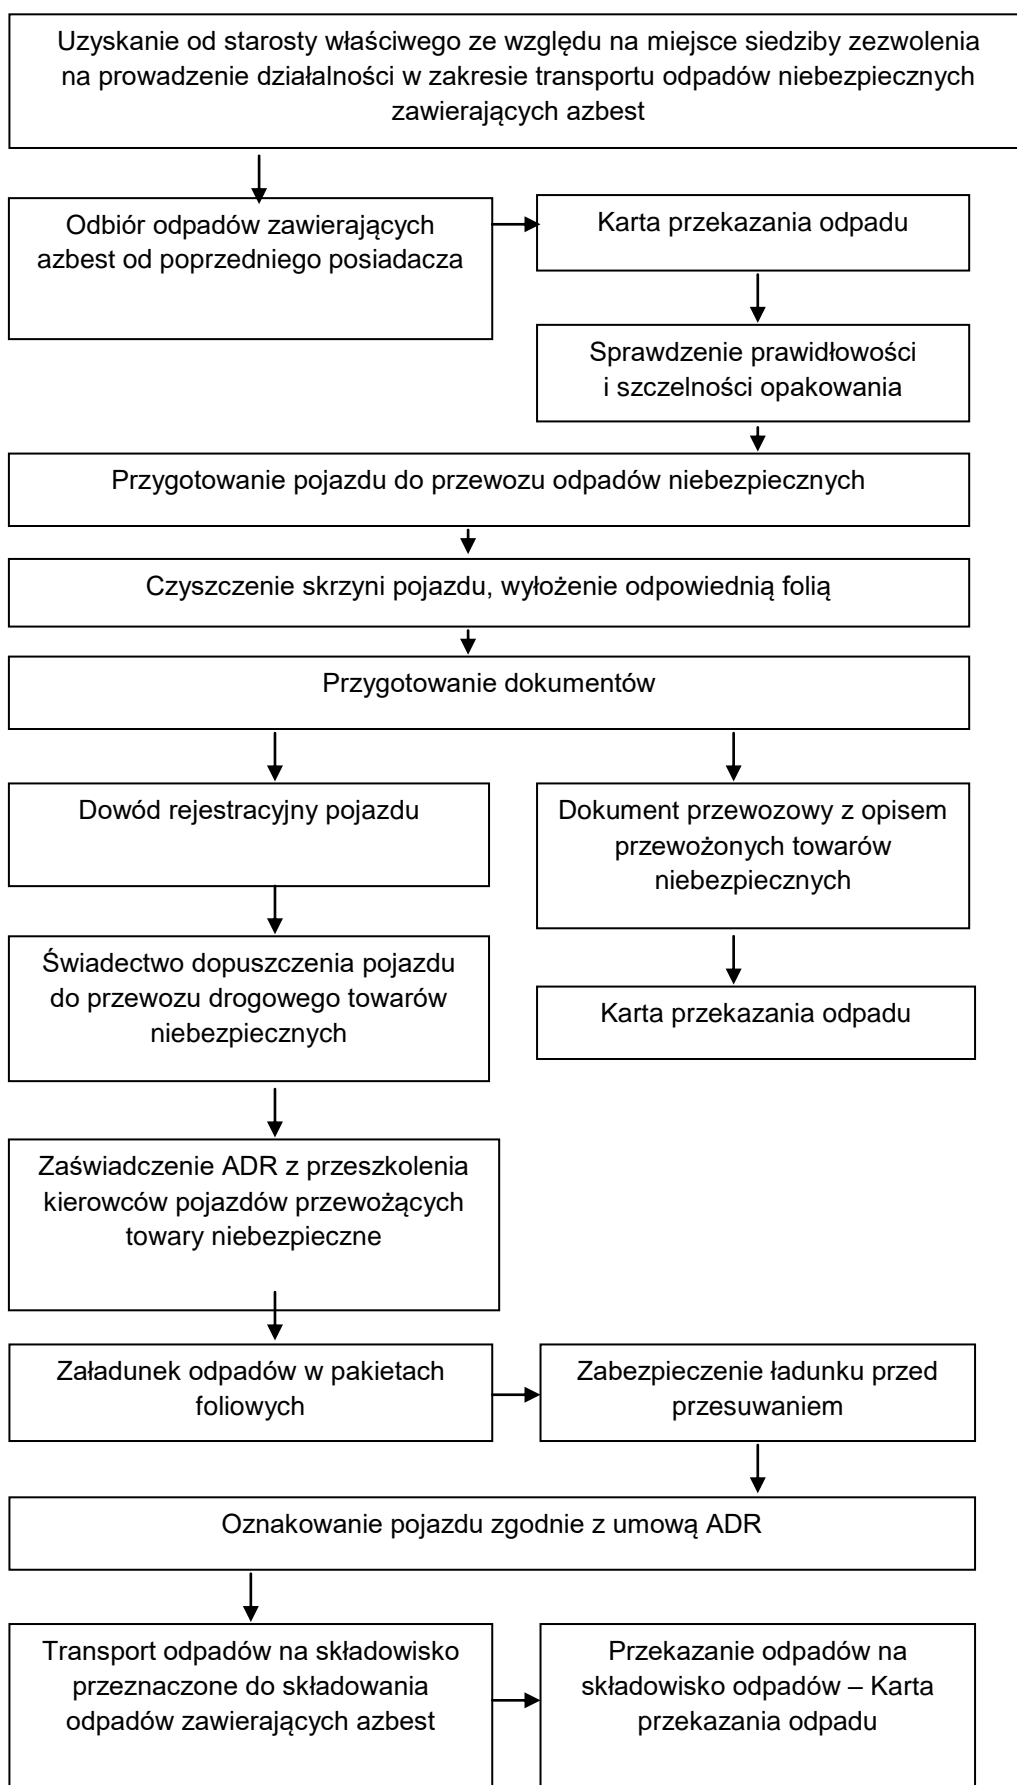 Uzyskanie od starosty właściwego ze względu na miejsce siedziby zezwolenia
na prowadzenie działalności w zakresie transportu odpadów niebezpiecznych
zawierających azbest
Odbiór odpadów zawierających
azbest od poprzedniego posiadacza
Karta przekazania odpadu
Sprawdzenie prawidłowości
i szczelności opakowania
Przygotowanie pojazdu do przewozu odpadów niebezpiecznych
Czyszczenie skrzyni pojazdu, wyłożenie odpowiednią folią
Przygotowanie dokumentów
Dowód rejestracyjny pojazdu
Dokument przewozowy z opisem
przewożonych towarów
niebezpiecznych
Świadectwo dopuszczenia pojazdu
do przewozu drogowego towarów
niebezpiecznych
Karta przekazania odpadu
Zaświadczenie ADR z przeszkolenia
kierowców pojazdów przewożących
towary niebezpieczne
Załadunek odpadów w pakietach
foliowych
Zabezpieczenie ładunku przed
przesuwaniem
Oznakowanie pojazdu zgodnie z umową ADR
Transport odpadów na składowisko
przeznaczone do składowania
odpadów zawierających azbest
Przekazanie odpadów na
składowisko odpadów – Karta
przekazania odpadu